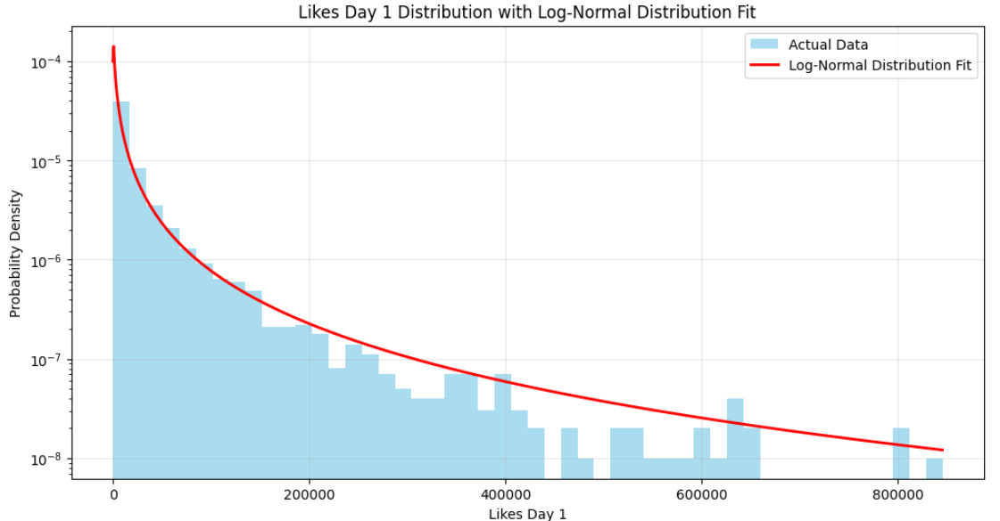 Likes Day 1 Distribution with Log-Normal Distribution Fit
Actual Data
Log-Normal Distribution Fit
Probability Density
10⁻⁴
10⁻⁵
10⁻⁶
10⁻⁷
10⁻⁸
0 200000 400000 600000 800000
Likes Day 1